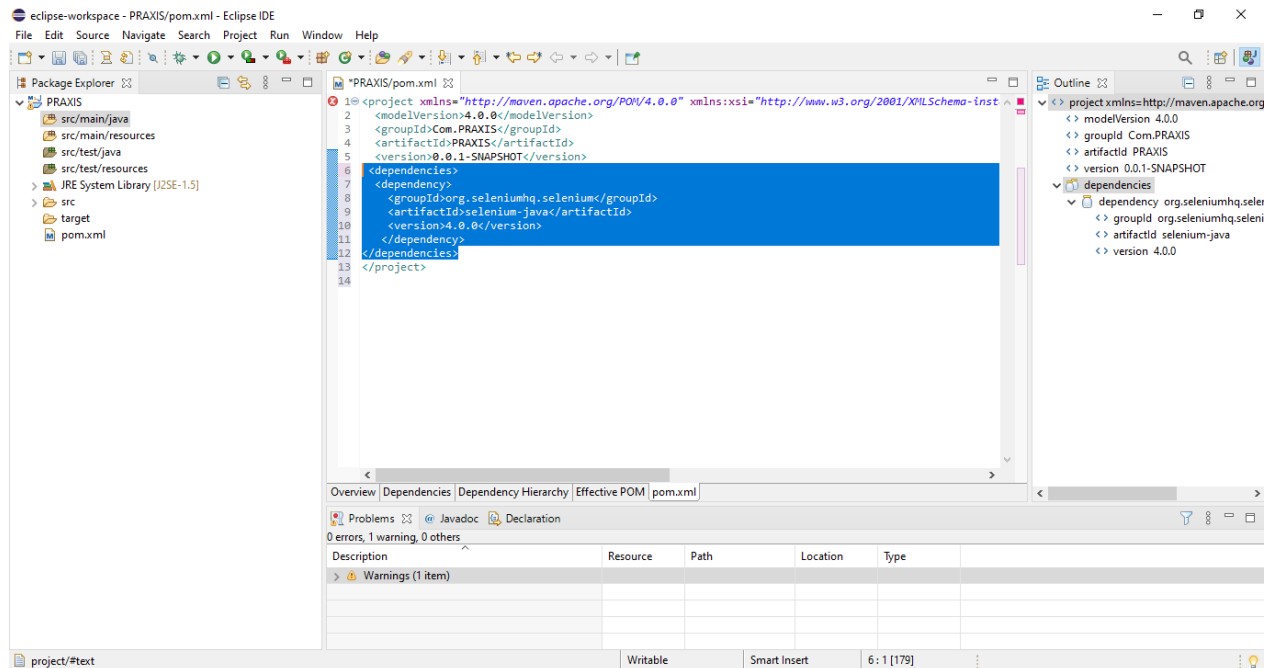 eclipse-workspace - PRAXIS/pom.xml - Eclipse IDE
File Edit Source Navigate Search Project Run Window Help
Package Explorer
PRAXIS
src/main/java
src/main/resources
src/test/java
src/test/resources
JRE System Library [J2SE-1.5]
src
target
pom.xml
*PRAXIS/pom.xml
1 <project xmlns="http://maven.apache.org/POM/4.0.0" xmlns:xsi="http://www.w3.org/2001/XMLSchema-inst
2 <modelVersion>4.0.0</modelVersion>
3 <groupId>Com.PRAXIS</groupId>
4 <artifactId>PRAXIS</artifactId>
5 <version>0.0.1-SNAPSHOT</version>
6 <dependencies>
7 <dependency>
8 <groupId>org.seleniumhq.selenium</groupId>
9 <artifactId>selenium-java</artifactId>
10 <version>4.0.0</version>
11 </dependency>
12 </dependencies>
13 </project>
14
Overview Dependencies Dependency Hierarchy Effective POM pom.xml
Outline
project xmlns=http://maven.apache.org
modelVersion 4.0.0
groupId Com.PRAXIS
artifactId PRAXIS
version 0.0.1-SNAPSHOT
dependencies
dependency org.seleniumhq.seler
groupId org.seleniumhq.seleni
artifactId selenium-java
version 4.0.0
Problems @ Javadoc Declaration
0 errors, 1 warning, 0 others
Description Resource Path Location Type
Warnings (1 item)
project/#text Writable Smart Insert 6 : 1 [179]